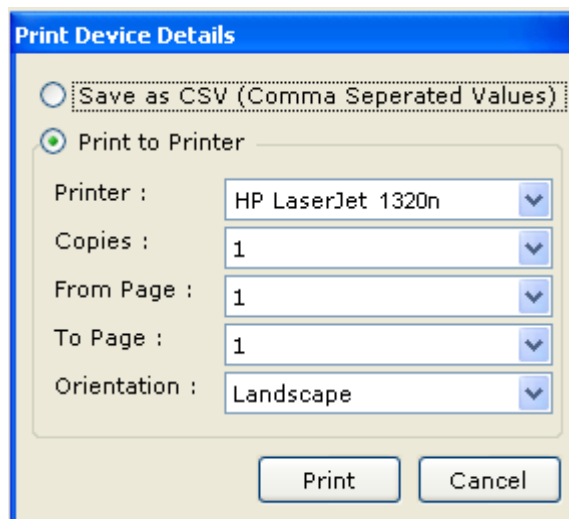 Print Device Details
Save as CSV (Comma Seperated Values)
Print to Printer
Printer : HP LaserJet 1320n
Copies : 1
From Page : 1
To Page : 1
Orientation : Landscape
Print Cancel